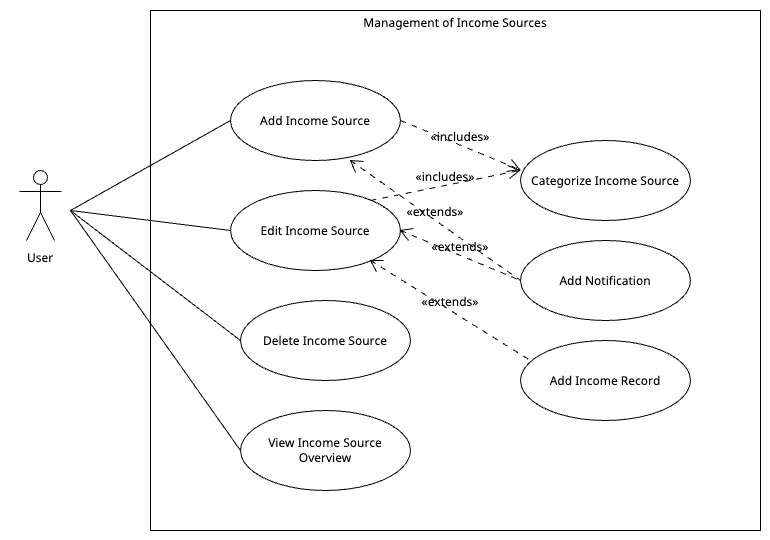 Management of Income Sources
Add Income Source
«includes»
Categorize Income Source
«includes»
User
Edit Income Source
«extends»
«extends»
Add Notification
«extends»
Delete Income Source
Add Income Record
View Income Source
Overview